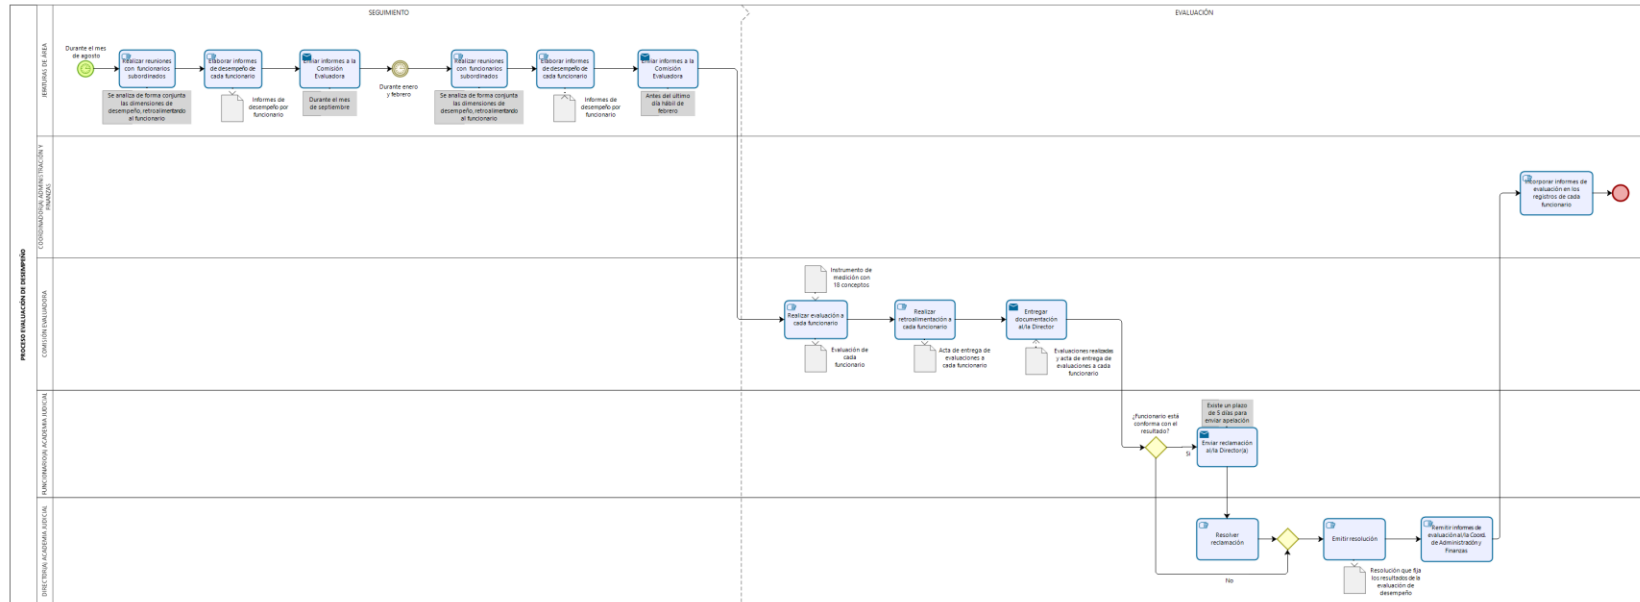 SEGUIMIENTO
EVALUACIÓN
PROCESO EVALUACIÓN DE DESEMPEÑO
JEFATURAS DE ÁREA
Durante el mes
de agosto
Realizar reuniones
con funcionarios
subordinados
Se analiza de forma conjunta
las dimensiones de
desempeño, retroalimentando
al funcionario
Elaborar informes
de desempeño de
cada funcionario
Informes de
desempeño por
funcionario
Enviar informes a la
Comisión
Evaluadora
Durante el mes
de septiembre
Durante enero
y febrero
Realizar reuniones
con funcionarios
subordinados
Se analiza de forma conjunta
las dimensiones de
desempeño, retroalimentando
al funcionario
Elaborar informes
de desempeño de
cada funcionario
Informes de
desempeño por
funcionario
Enviar informes a la
Comisión
Evaluadora
Antes del último
día hábil de
febrero
COORDINADOR(A) ADMINISTRACIÓN Y
FINANZAS
Incorporar informes de
evaluación en los
registros de cada
funcionario
COMISIÓN EVALUADORA
Instrumento de
medición con
18 conceptos
Realizar evaluación a
cada funcionario
Evaluación de
cada
funcionario
Realizar
retroalimentación a
cada funcionario
Acta de entrega de
evaluaciones a
cada funcionario
Entregar
documentación
al/la Director
Evaluaciones realizadas
y acta de entrega de
evaluaciones a cada
funcionario
FUNCIONARIO(A) ACADEMIA JUDICIAL
¿Funcionario está
conforma con el
resultado?
Si
Existe un plazo
de 5 días para
enviar apelación
Enviar reclamación
al/la Director(a)
DIRECTOR(A) ACADEMIA JUDICIAL
Resolver
reclamación
No
Emitir resolución
Resolución que fija
los resultados de la
evaluación de
desempeño
Remitir informes de
evaluación al/la Coord.
de Administración y
Finanzas